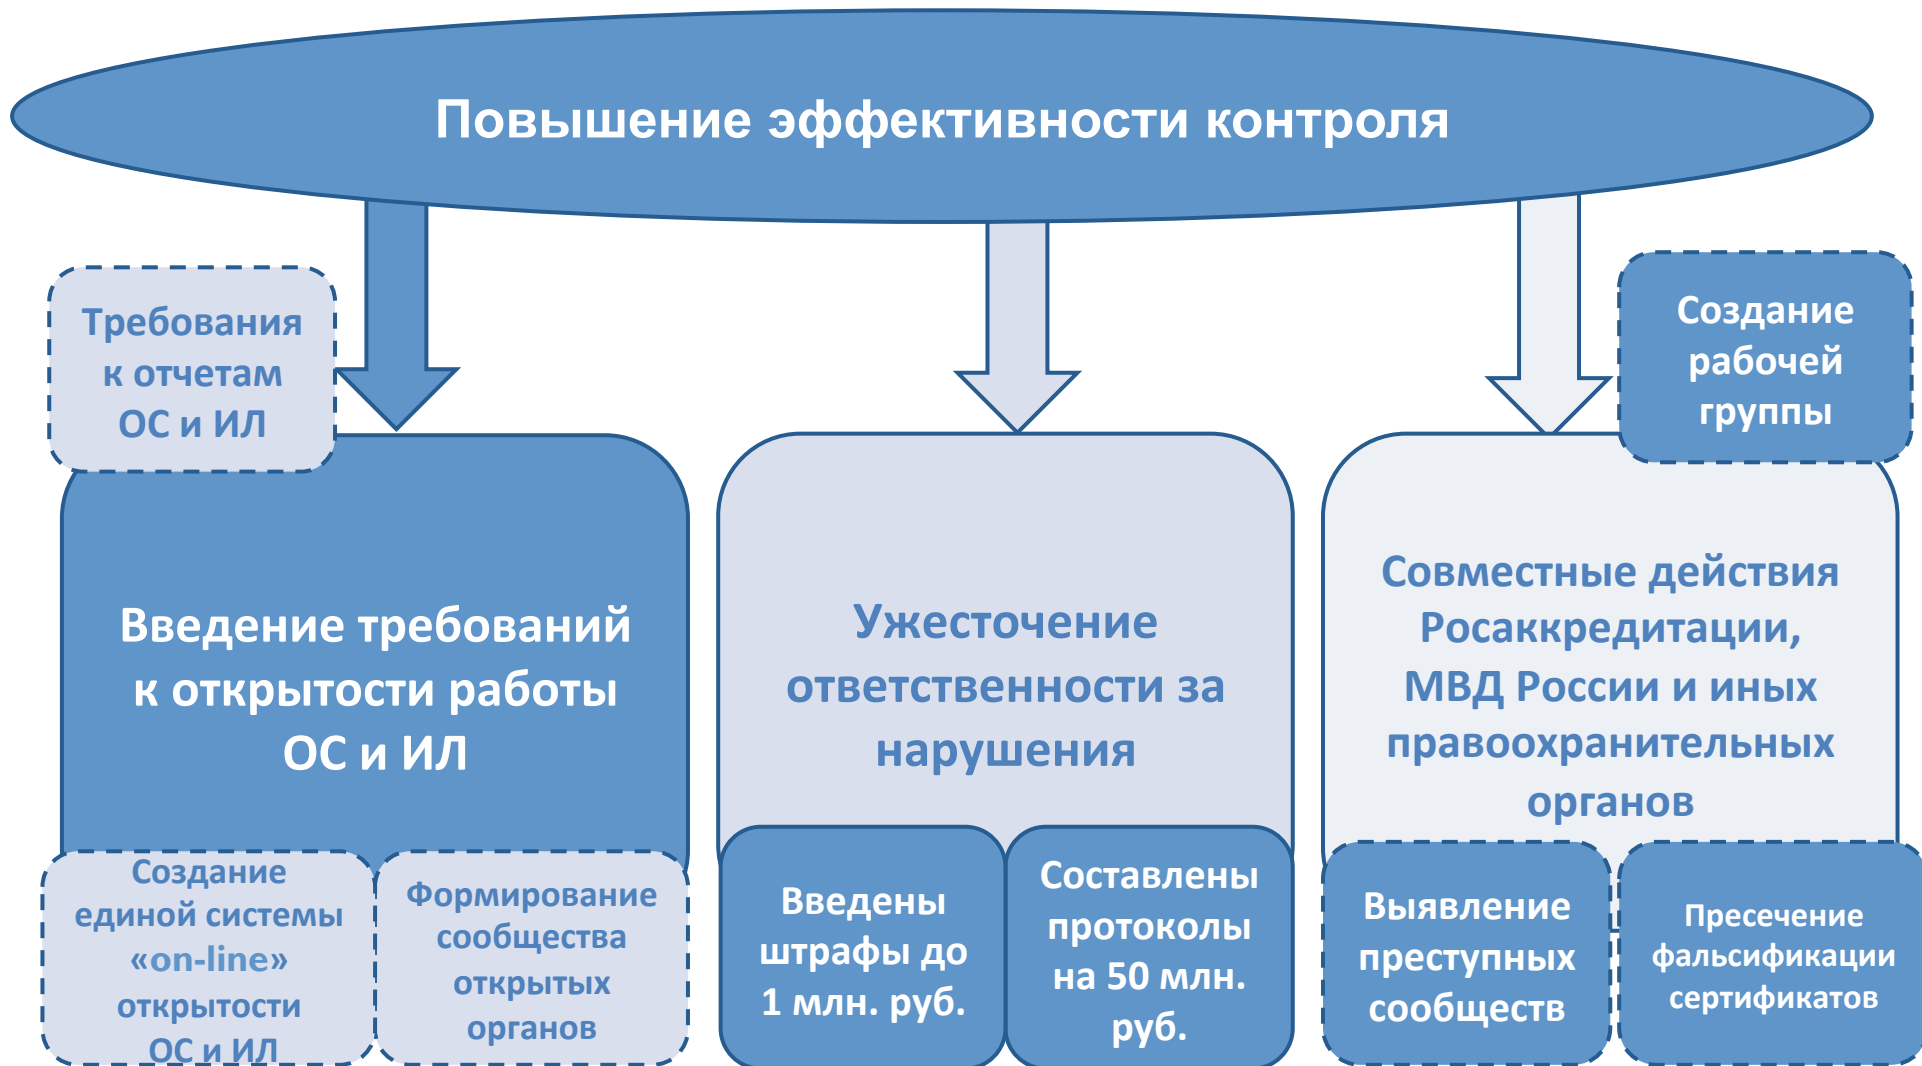 Повышение эффективности контроля
Требования
к отчетам
ОС и ИЛ
Введение требований
к открытости работы
ОС и ИЛ
Создание
единой системы
«on-line»
открытости
ОС и ИЛ
Формирование
сообщества
открытых
органов
Ужесточение
ответственности за
нарушения
Введены
штрафы до
1 млн. руб.
Составлены
протоколы
на 50 млн.
руб.
Создание
рабочей
группы
Совместные действия
Росаккредитации,
МВД России и иных
правоохранительных
органов
Выявление
преступных
сообществ
Пресечение
фальсификации
сертификатов